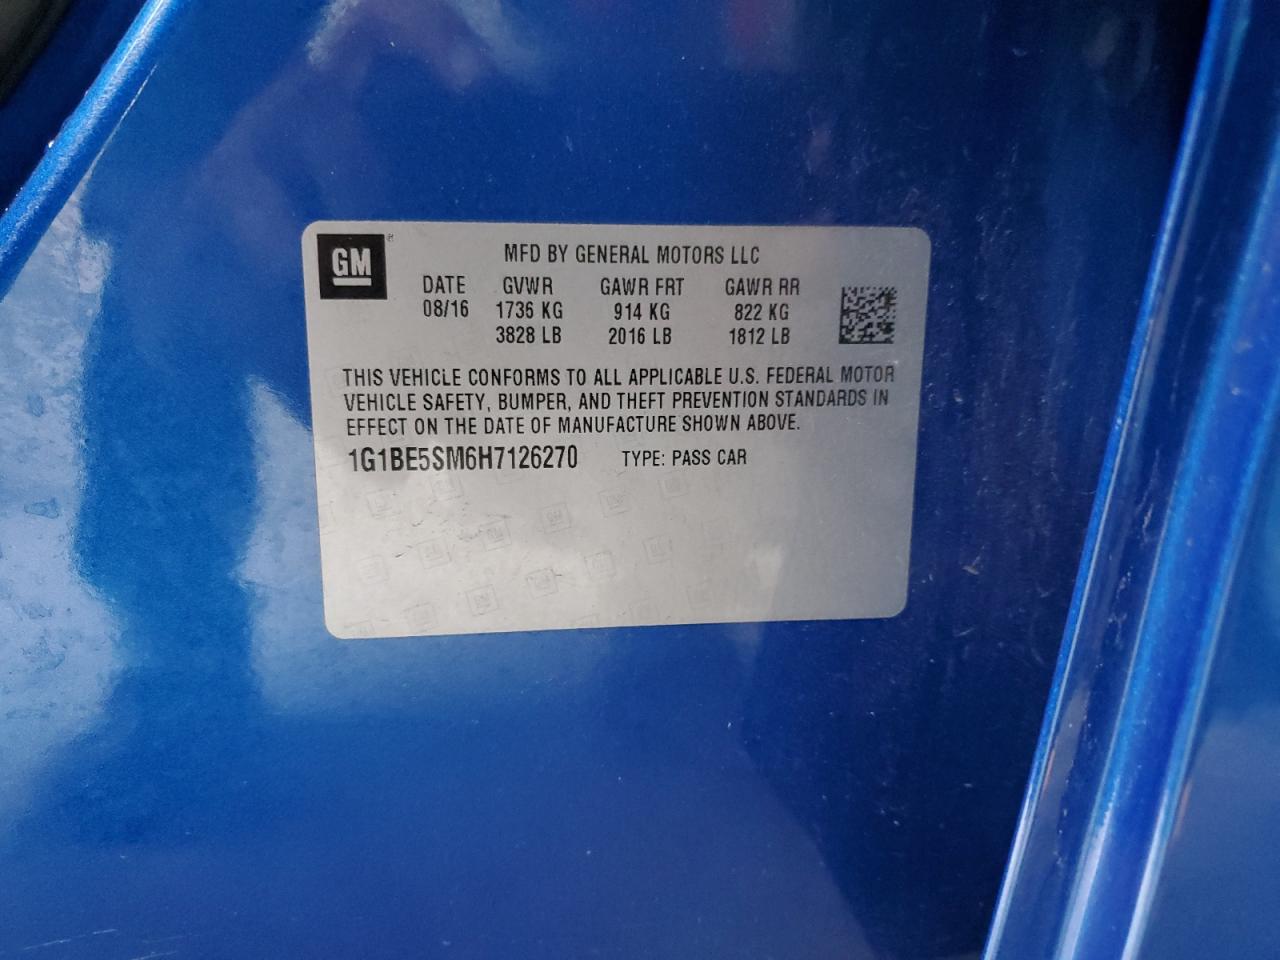 GM
MFD BY GENERAL MOTORS LLC
DATE GVWR GAWR FRT GAWR RR
08/16 1736 KG 914 KG 822 KG
3828 LB 2016 LB 1812 LB
THIS VEHICLE CONFORMS TO ALL APPLICABLE U.S. FEDERAL MOTOR
VEHICLE SAFETY, BUMPER, AND THEFT PREVENTION STANDARDS IN
EFFECT ON THE DATE OF MANUFACTURE SHOWN ABOVE.
1G1BE5SM6H7126270 TYPE: PASS CAR